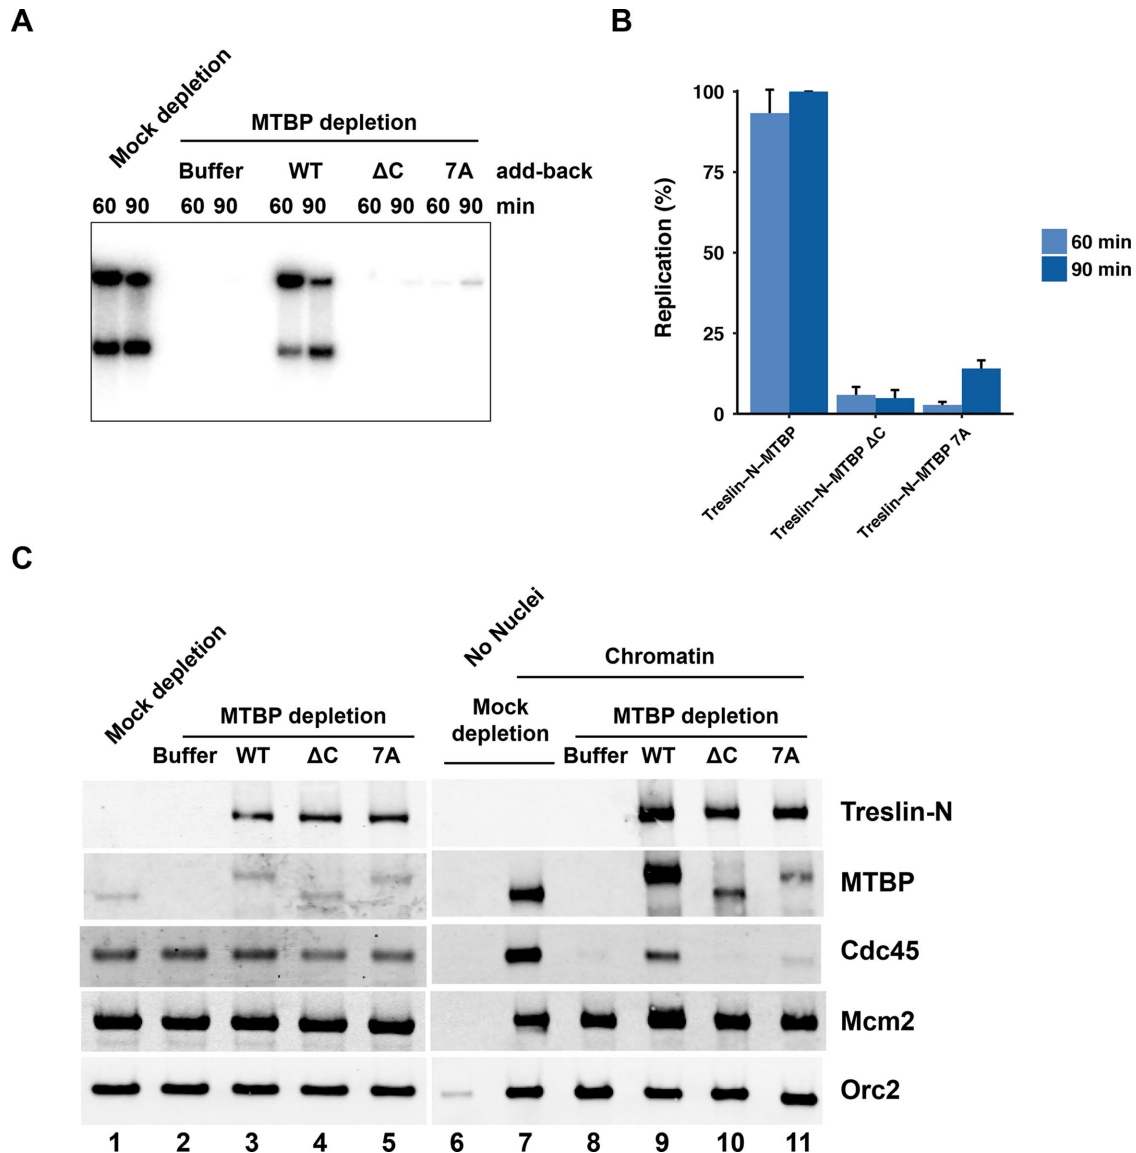 A
Mock depletion
MTBP depletion
Buffer WT ΔC 7A add-back
60 90 60 90 60 90 60 90 min
B
Replication (%)
100
75
50
25
0
Treslin–N–MTBP
Treslin–N–MTBP ΔC
Treslin–N–MTBP 7A
60 min
90 min
C
Mock depletion
MTBP depletion
Buffer WT ΔC 7A
No Nuclei
Chromatin
Mock
depletion
MTBP depletion
Buffer WT ΔC 7A
Treslin-N
MTBP
Cdc45
Mcm2
Orc2
1 2 3 4 5 6 7 8 9 10 11